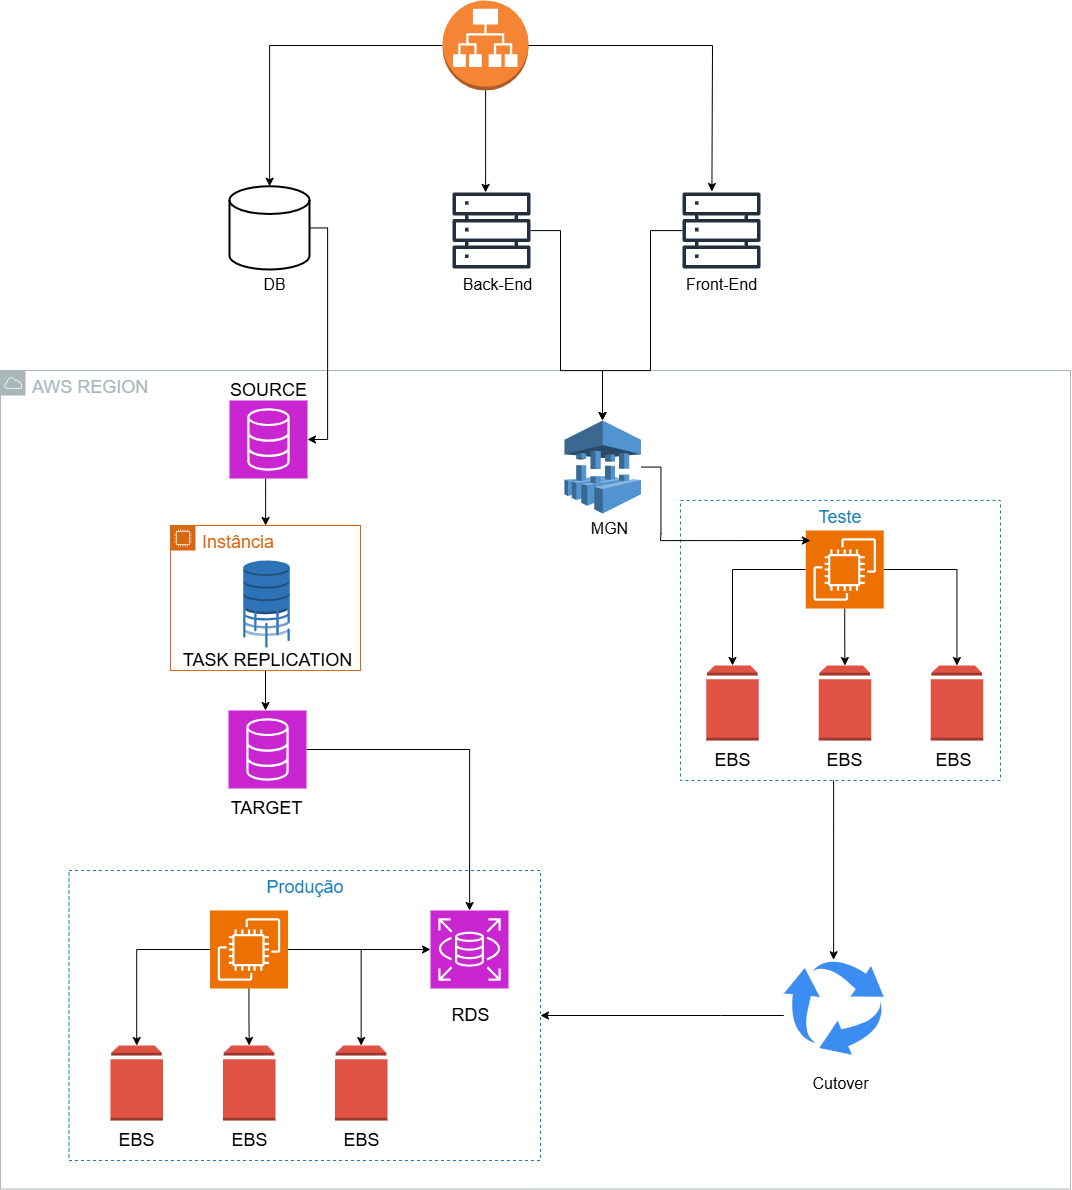 DB
Back-End
Front-End
AWS REGION
SOURCE
MGN
Teste
Instância
TASK REPLICATION
EBS
EBS
EBS
TARGET
Produção
RDS
Cutover
EBS
EBS
EBS